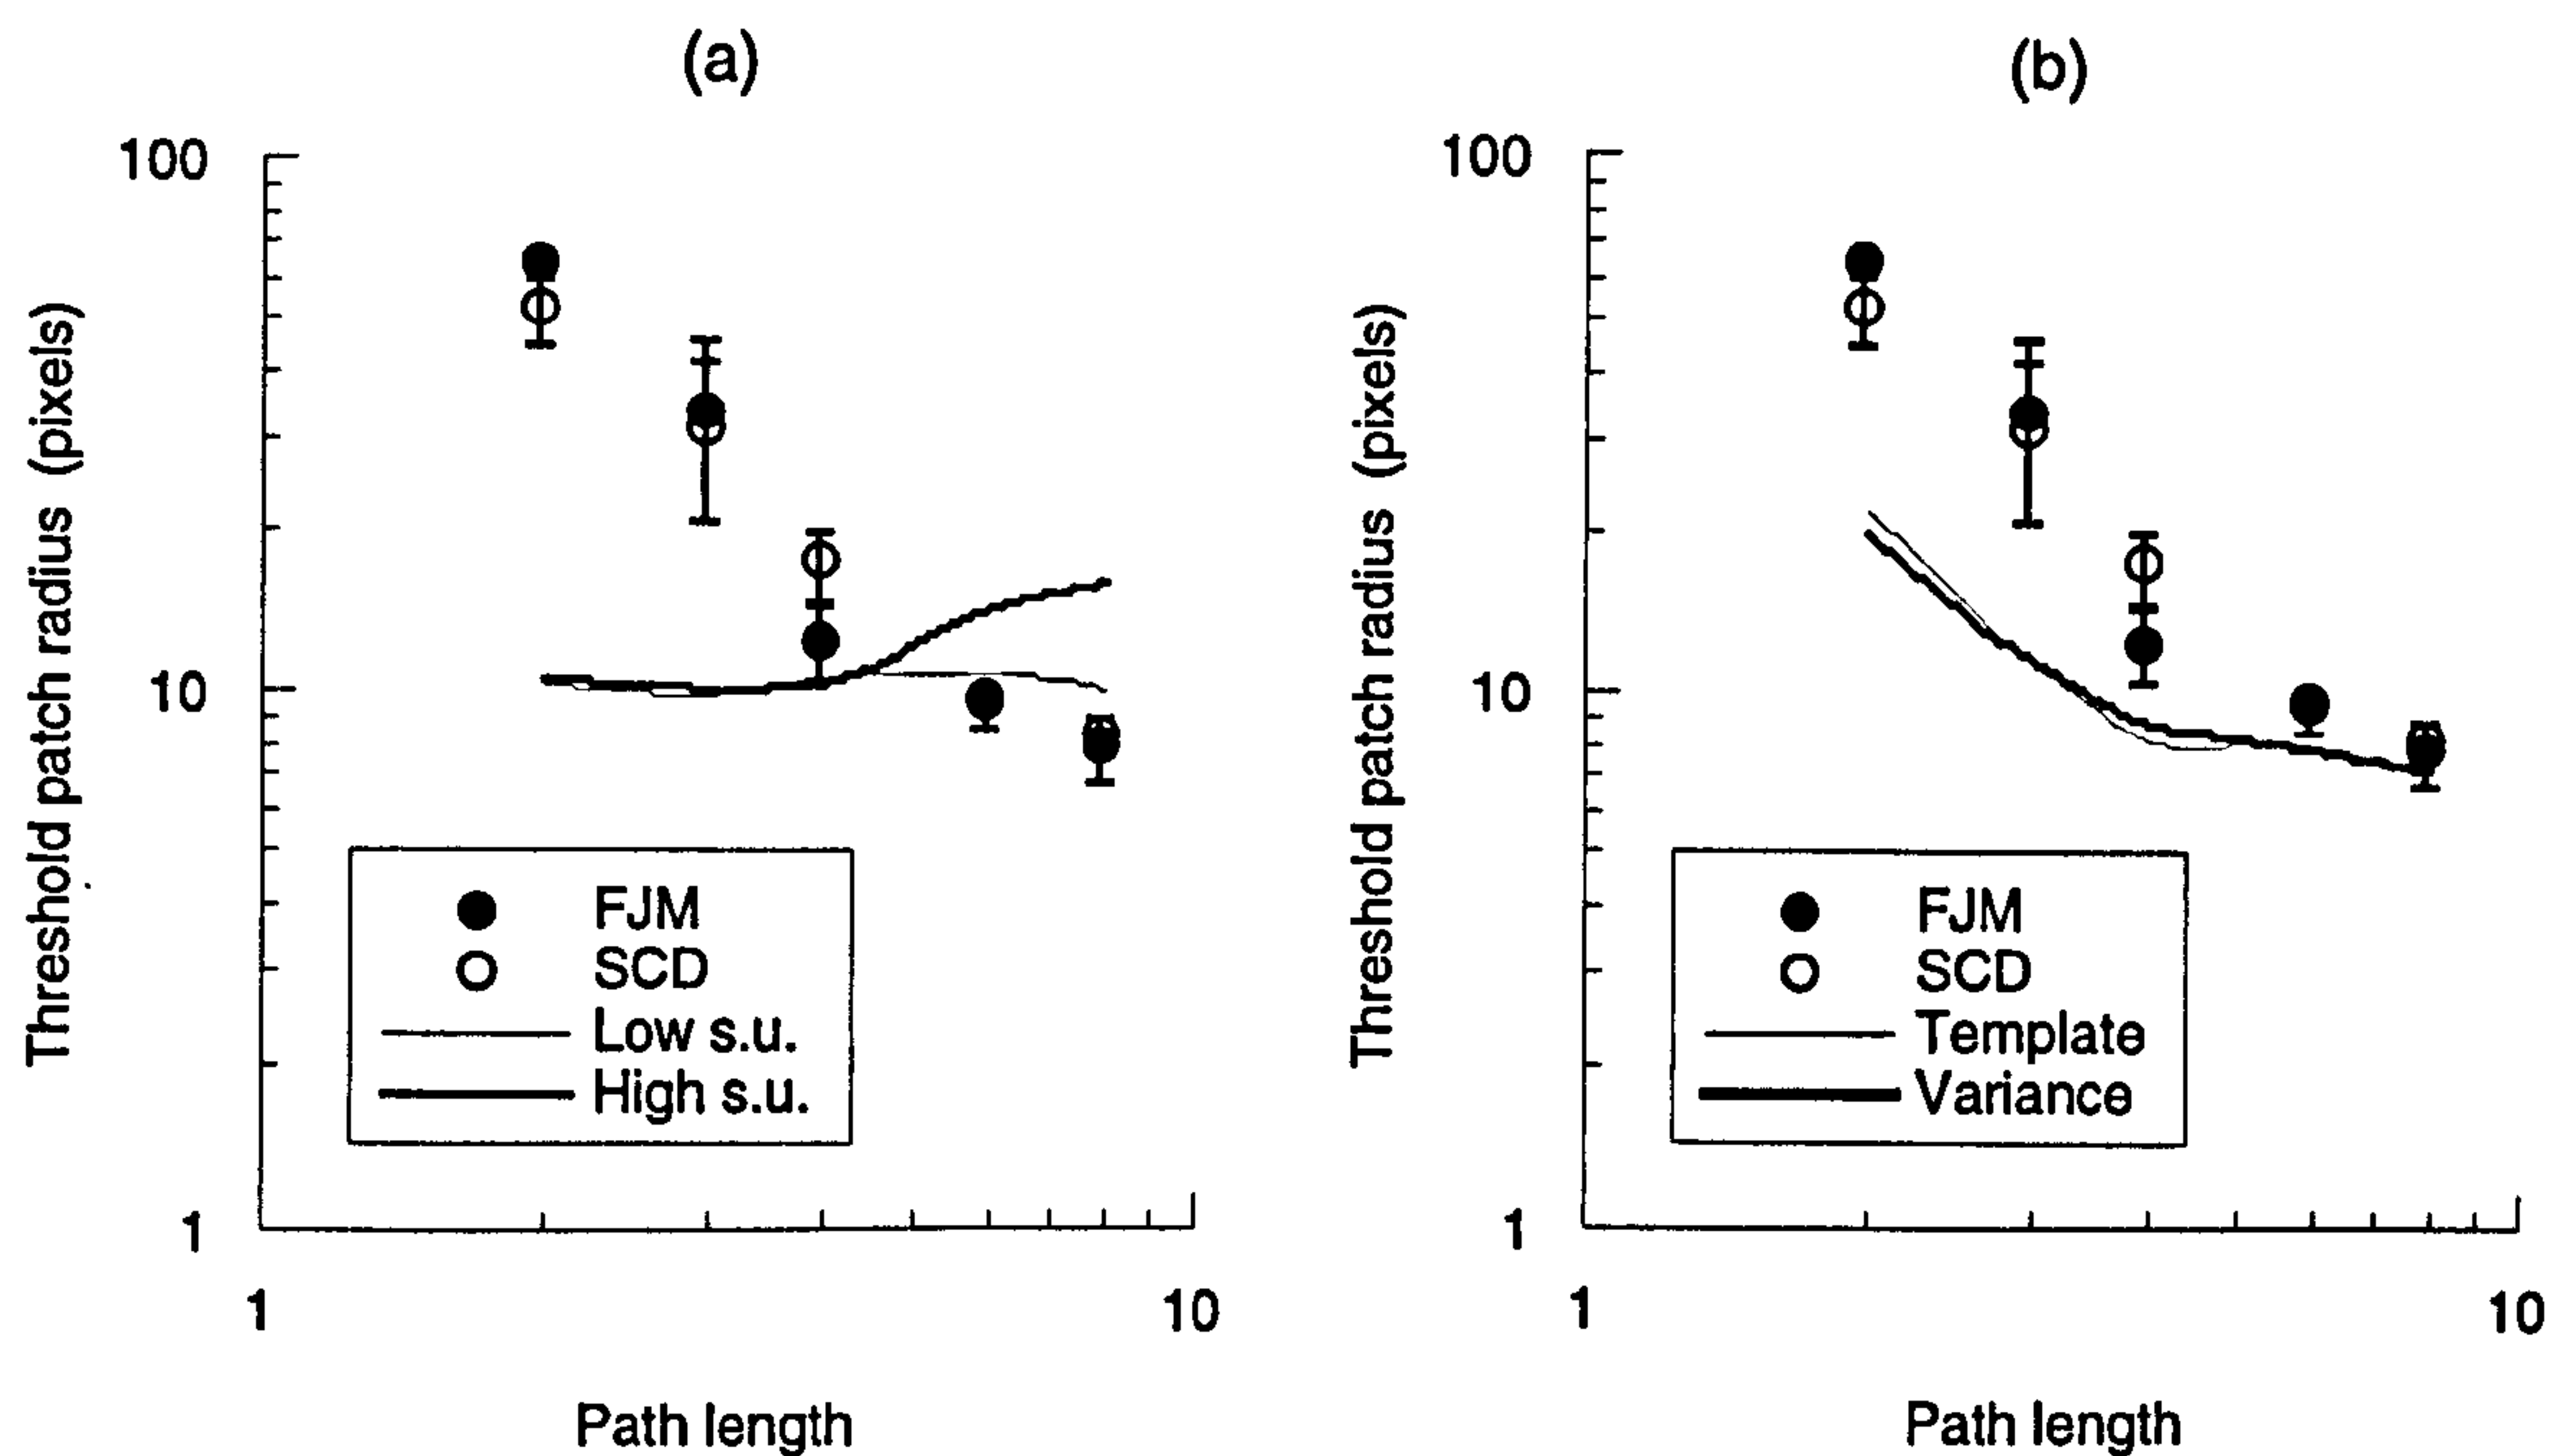 (a)
100
10
1
1
10
Threshold patch radius (pixels)
Path length
FJM
SCD
Low s.u.
High s.u.
(b)
100
10
1
1
10
Threshold patch radius (pixels)
Path length
FJM
SCD
Template
Variance